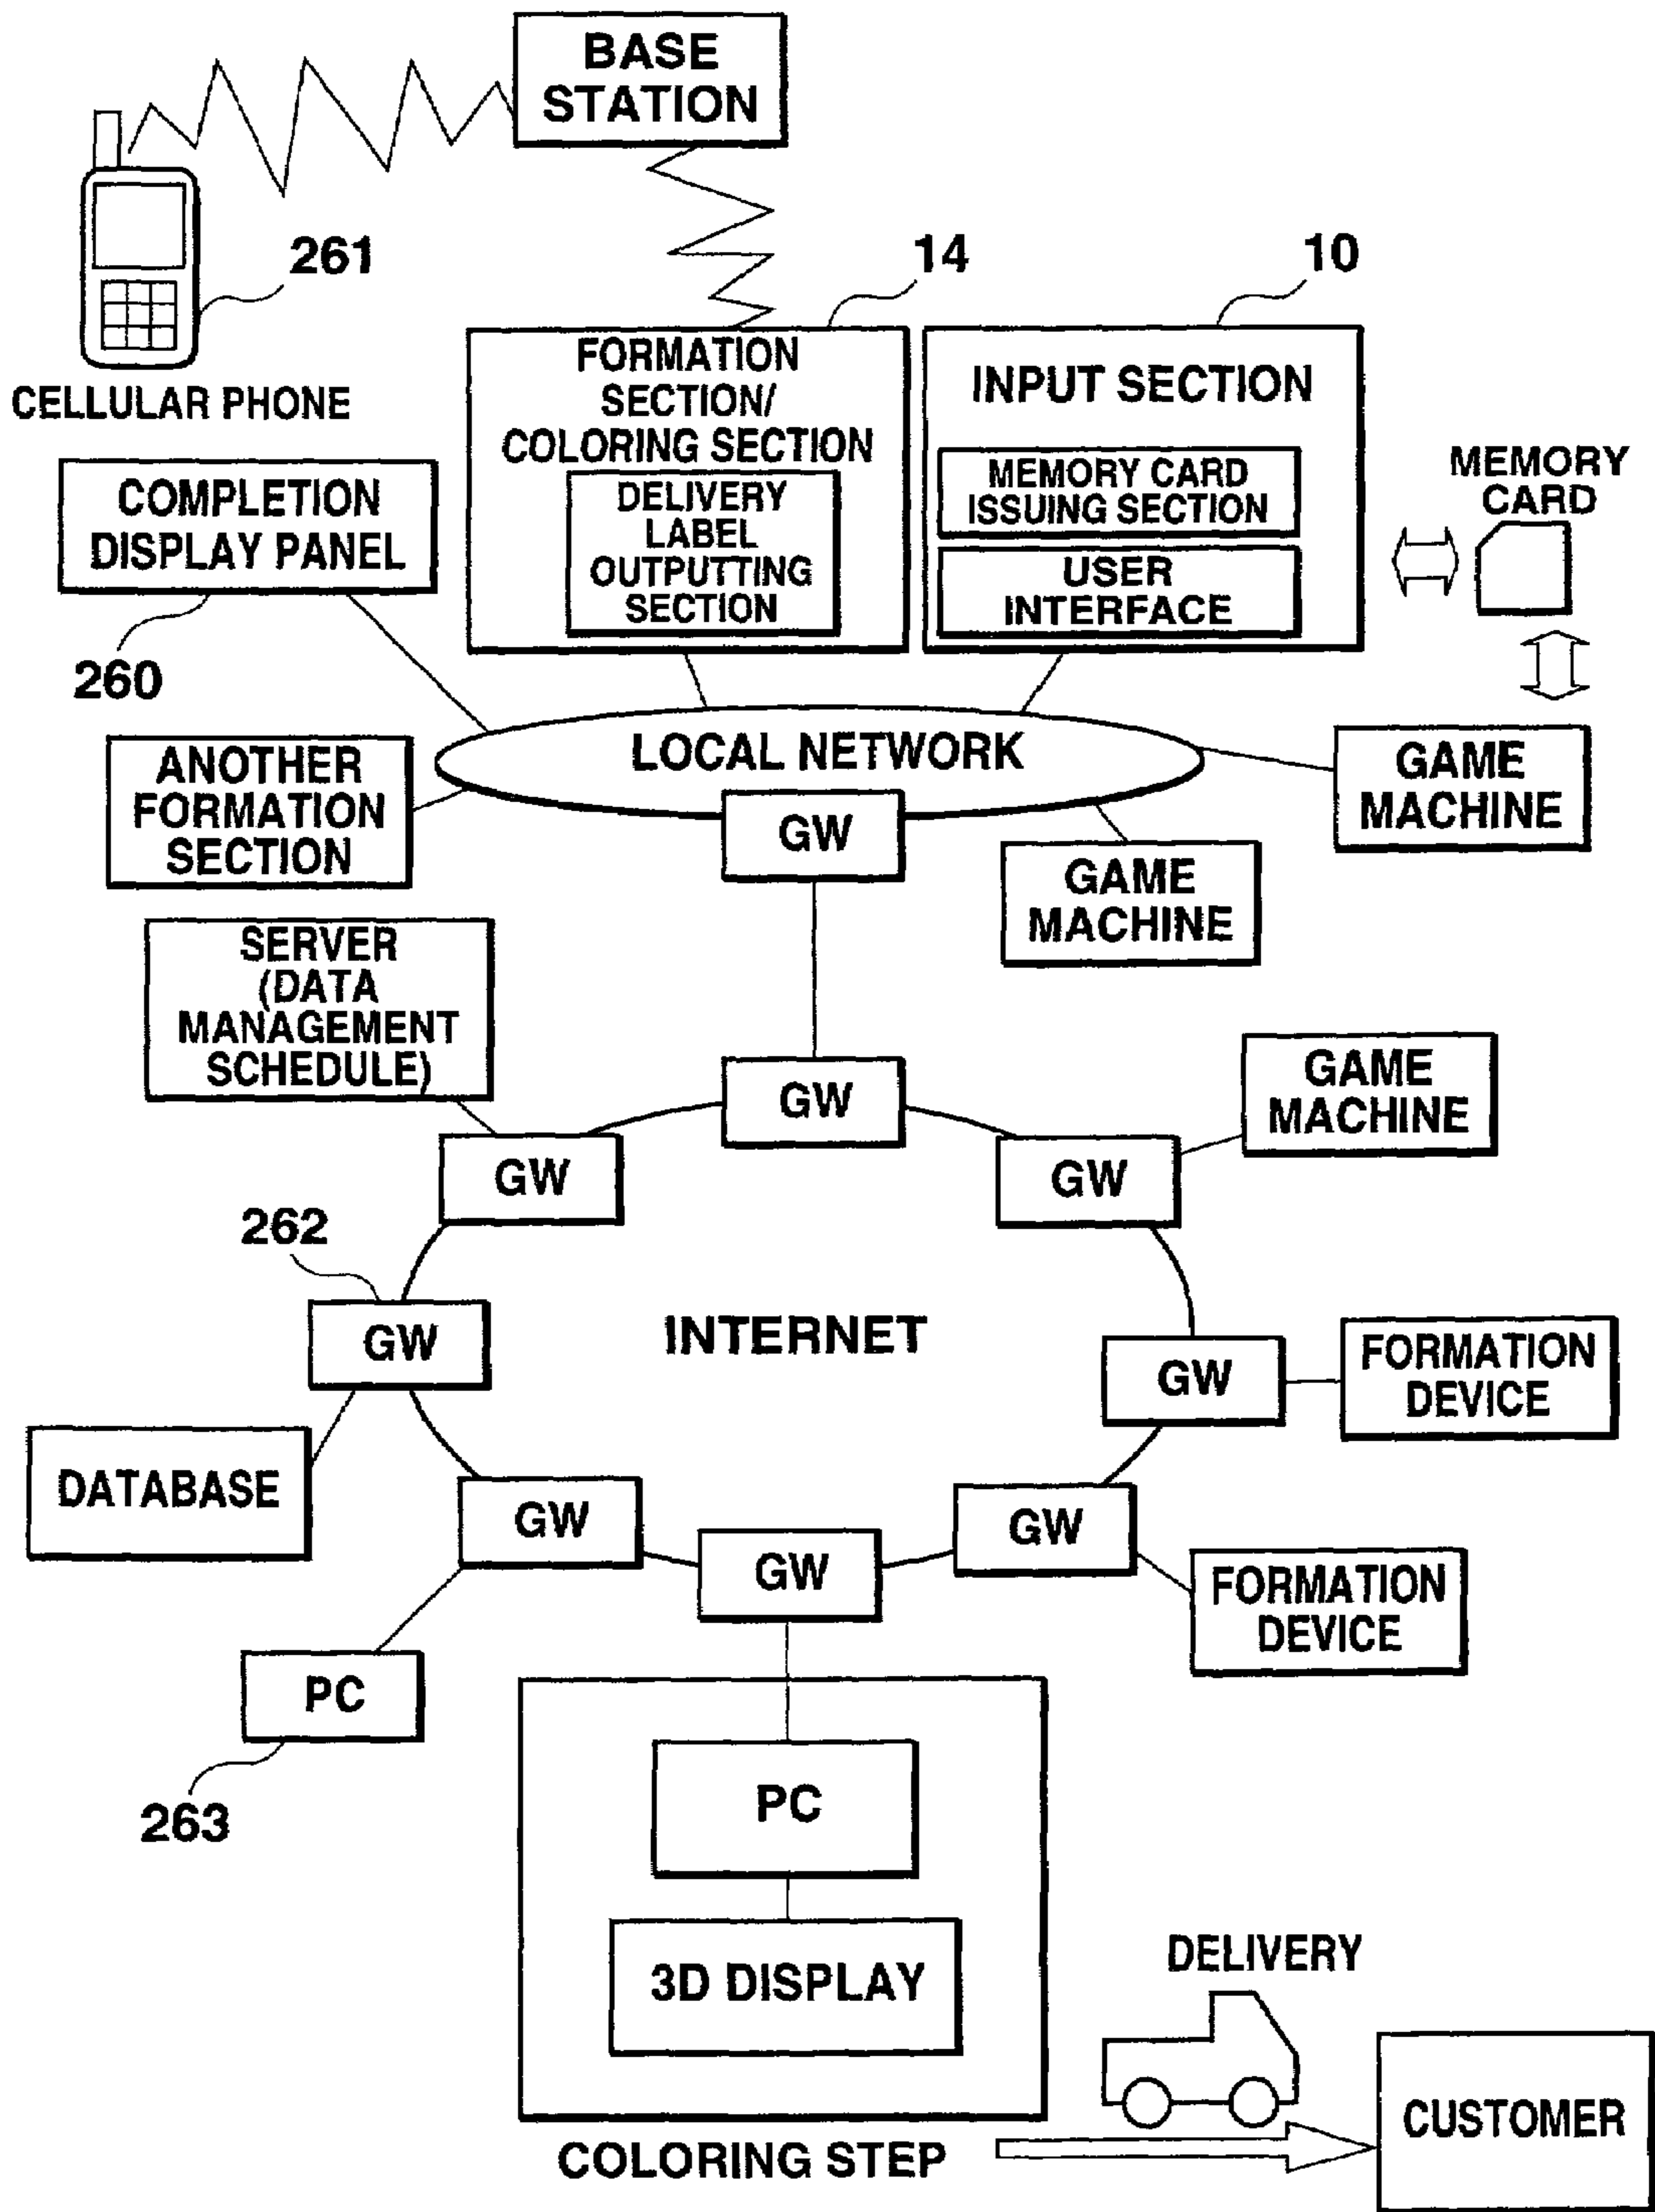 BASE
STATION
261
14
10
CELLULAR PHONE
FORMATION
SECTION/
COLORING SECTION
DELIVERY
LABEL
OUTPUTTING
SECTION
INPUT SECTION
MEMORY CARD
ISSUING SECTION
USER
INTERFACE
MEMORY
CARD
COMPLETION
DISPLAY PANEL
260
LOCAL NETWORK
GW
ANOTHER
FORMATION
SECTION
GAME
MACHINE
GAME
MACHINE
SERVER
(DATA
MANAGEMENT
SCHEDULE)
GW
GAME
MACHINE
GW
GW
262
GW
INTERNET
GW
FORMATION
DEVICE
DATABASE
GW
GW
GW
FORMATION
DEVICE
PC
263
PC
3D DISPLAY
COLORING STEP
DELIVERY
CUSTOMER